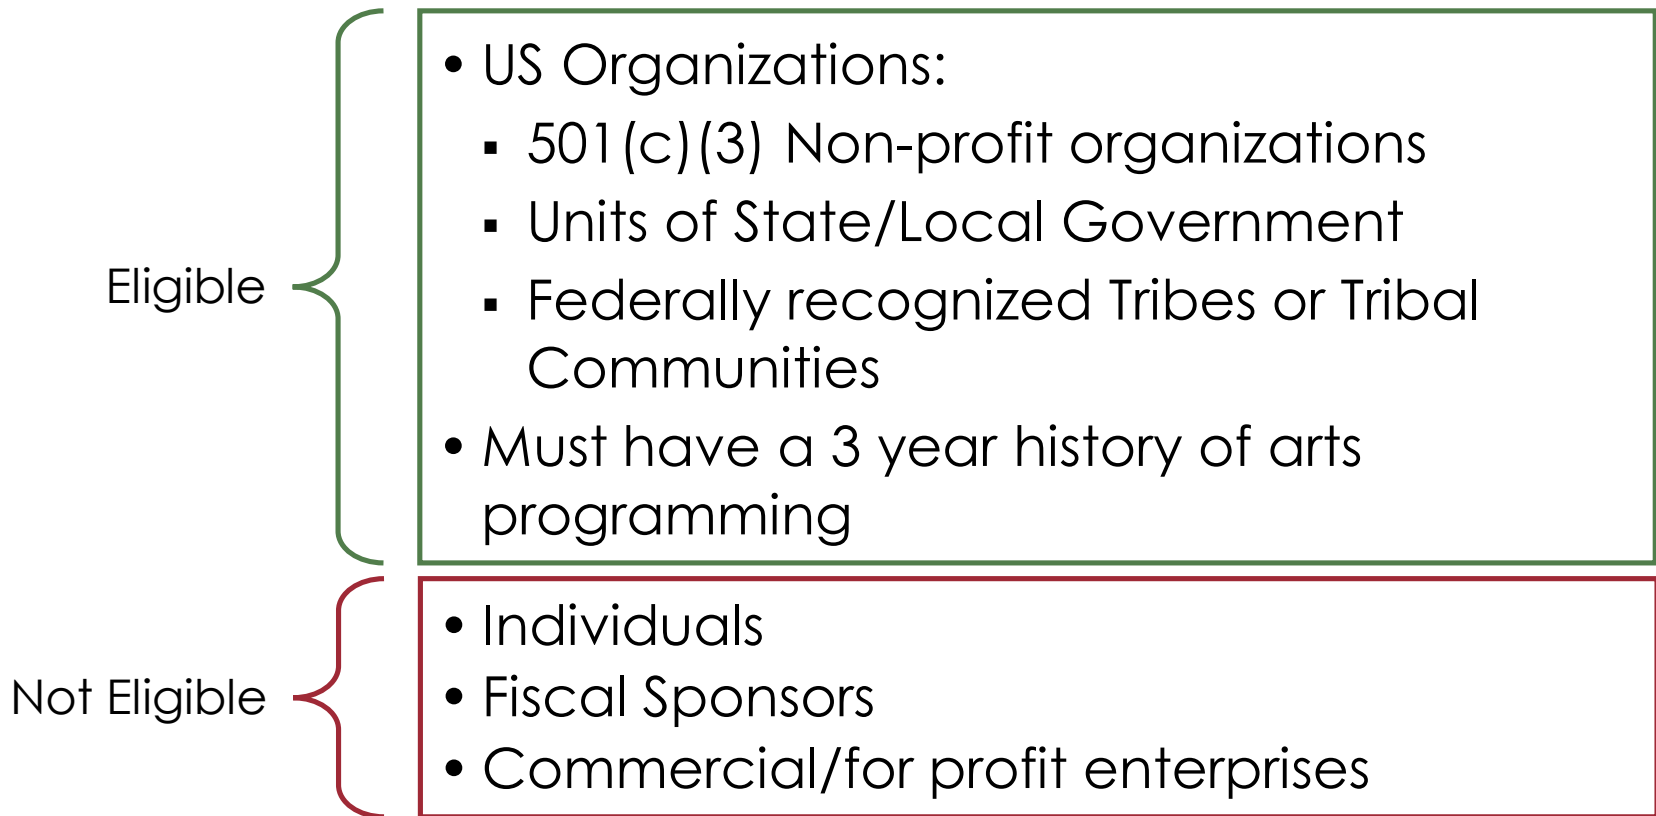 Eligible
• US Organizations:
▪ 501(c)(3) Non-profit organizations
▪ Units of State/Local Government
▪ Federally recognized Tribes or Tribal
Communities
• Must have a 3 year history of arts
programming
Not Eligible
• Individuals
• Fiscal Sponsors
• Commercial/for profit enterprises